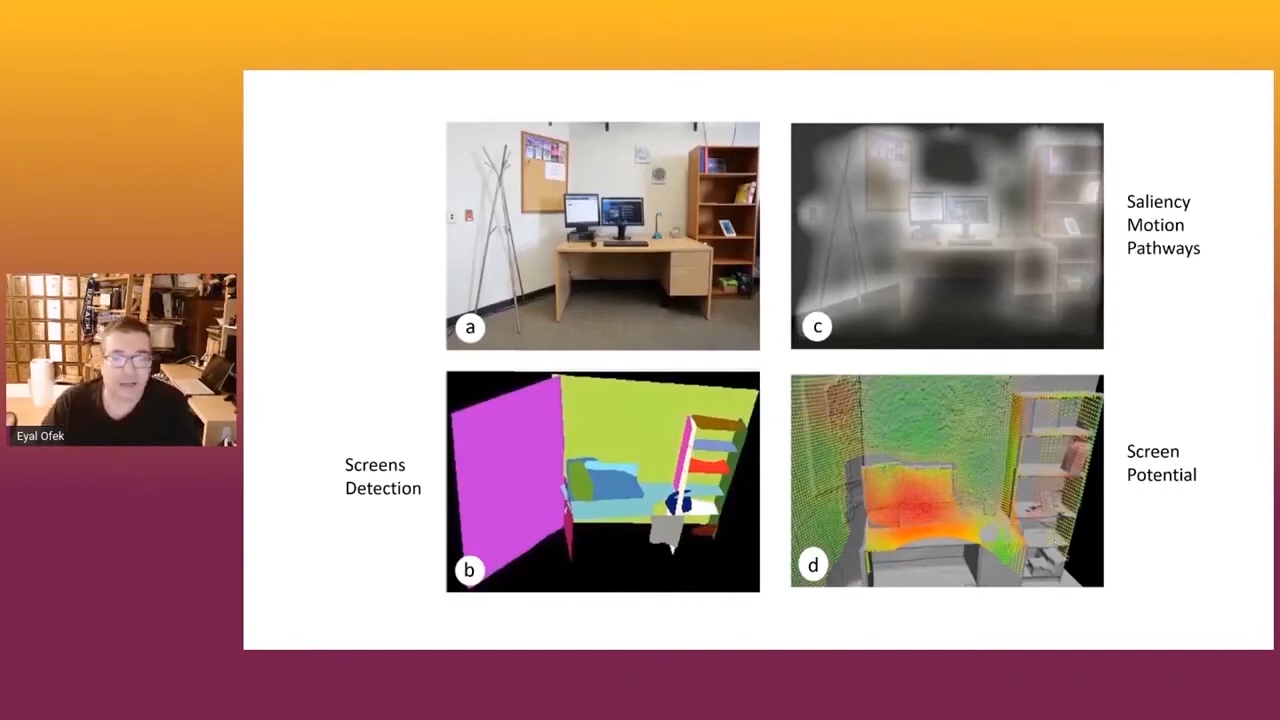 a
c
Saliency
Motion
Pathways
Eyal Ofek
Screens
Detection
b
d
Screen
Potential